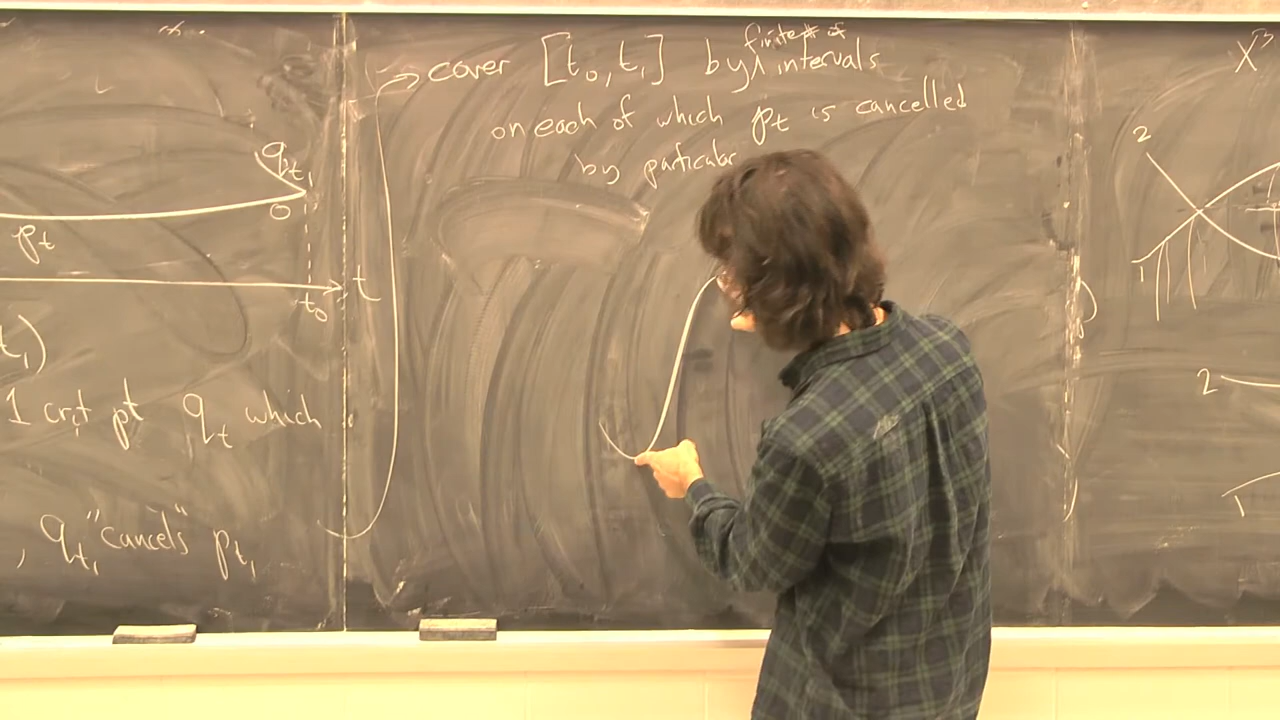 q_t₁
0
p_t
t
t₀
t₁)
1 crit pt q_t which
, q_t₁ "cancels" p_t₁
→ cover [t₀, t₁] by finite # of intervals
on each of which p_t is cancelled
by particular
X³
2
1
2
1